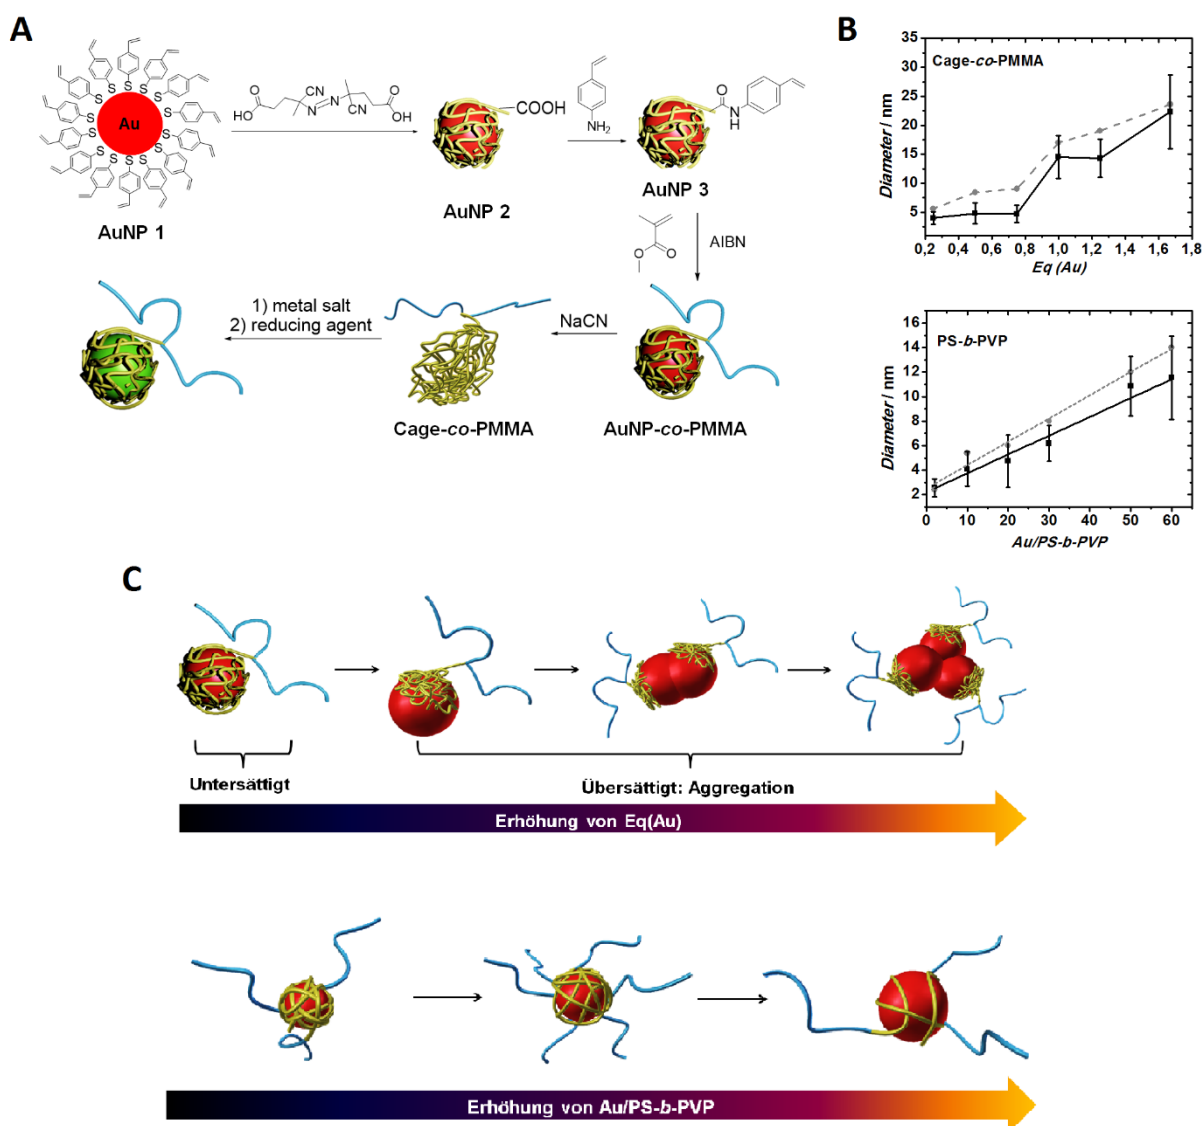 A
S S S S S S S S S S S S S S S
Au
AuNP 1
HO
O
CN
N
N
CN
O
OH
AuNP 2
COOH
NH2
O
N
H
AuNP 3
O
O
AIBN
AuNP-co-PMMA
NaCN
Cage-co-PMMA
1) metal salt
2) reducing agent
B
Cage-co-PMMA
Diameter / nm
35
30
25
20
15
10
5
0,2 0,4 0,6 0,8 1,0 1,2 1,4 1,6 1,8
Eq (Au)
PS-b-PVP
Diameter / nm
16
14
12
10
8
6
4
2
0 10 20 30 40 50 60
Au/PS-b-PVP
C
Untersättigt
Übersättigt: Aggregation
Erhöhung von Eq(Au)
Erhöhung von Au/PS-b-PVP